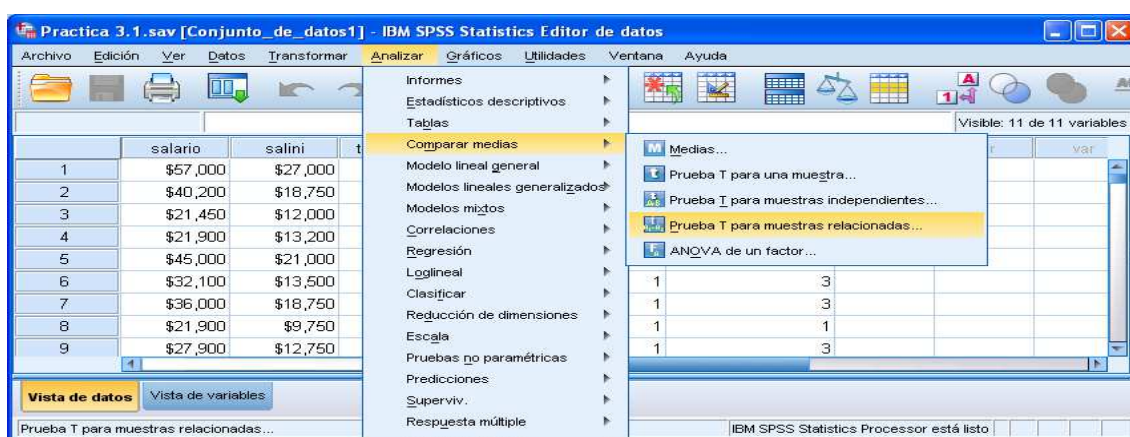 Practica 3.1.sav [Conjunto_de_datos1] - IBM SPSS Statistics Editor de datos
Archivo Edición Ver Datos Transformar Analizar Gráficos Utilidades Ventana Ayuda
Visible: 11 de 11 variables
Informes
Estadísticos descriptivos
Tablas
Comparar medias
Modelo lineal general
Modelos lineales generalizados
Modelos mixtos
Correlaciones
Regresión
Loglineal
Clasificar
Reducción de dimensiones
Escala
Pruebas no paramétricas
Predicciones
Superviv.
Respuesta múltiple
Medias...
Prueba T para una muestra...
Prueba T para muestras independientes...
Prueba T para muestras relacionadas...
ANOVA de un factor...
salario salini t var
1 $57,000 $27,000
2 $40,200 $18,750
3 $21,450 $12,000
4 $21,900 $13,200
5 $45,000 $21,000
6 $32,100 $13,500 1 3
7 $36,000 $18,750 1 3
8 $21,900 $9,750 1 1
9 $27,900 $12,750 1 3
Vista de datos Vista de variables
Prueba T para muestras relacionadas... IBM SPSS Statistics Processor está listo